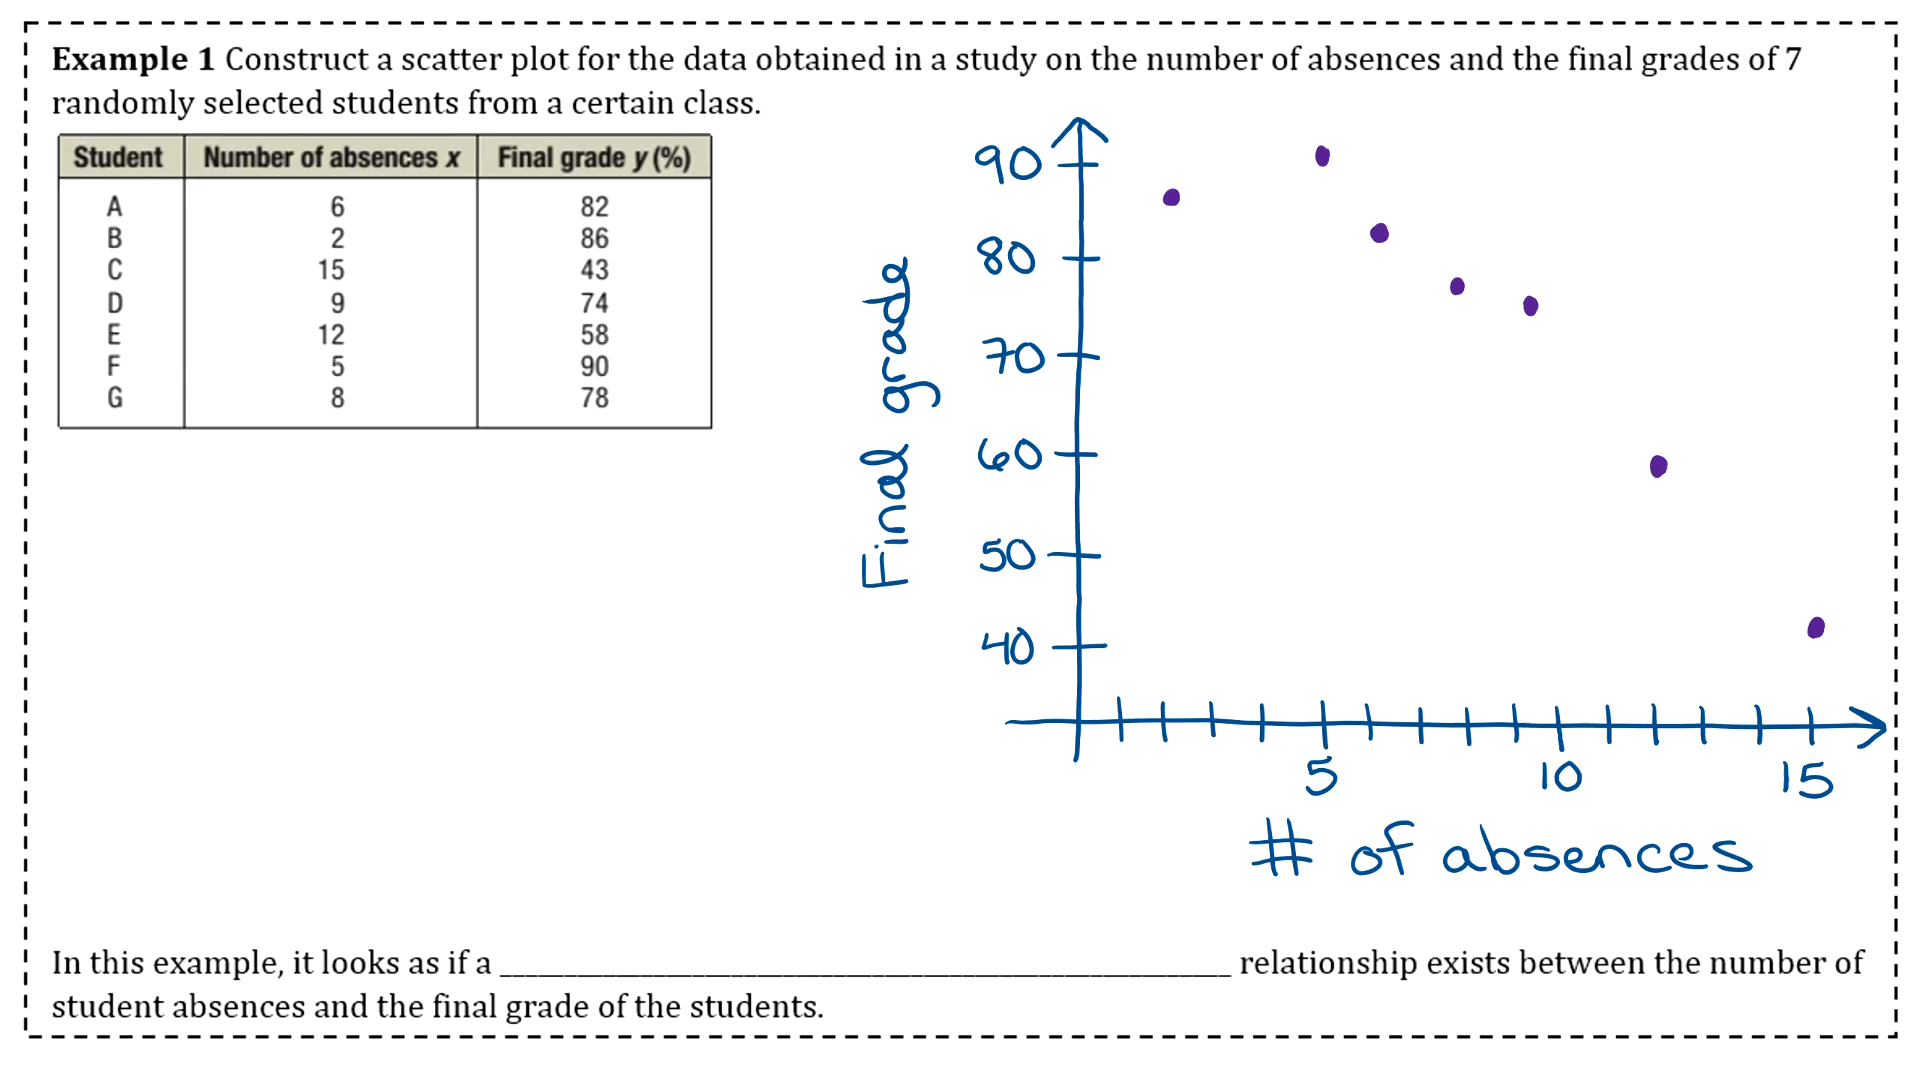 Example 1 Construct a scatter plot for the data obtained in a study on the number of absences and the final grades of 7
randomly selected students from a certain class.
Student Number of absences x Final grade y (%)
A 6 82
B 2 86
C 15 43
D 9 74
E 12 58
F 5 90
G 8 78
Final grade
90
80
70
60
50
40
5 10 15
# of absences
In this example, it looks as if a ______________________________________________ relationship exists between the number of
student absences and the final grade of the students.